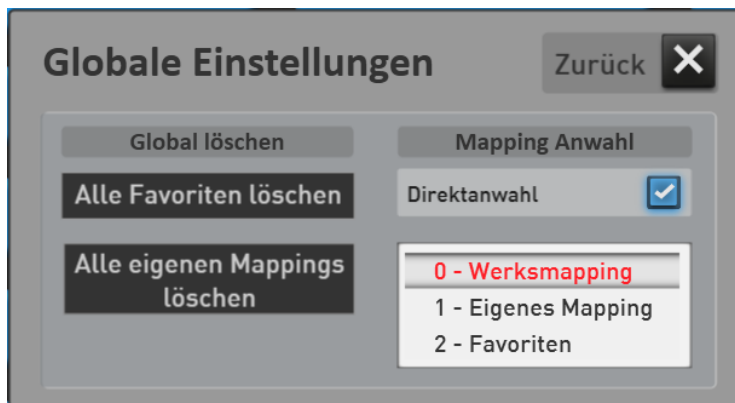 Globale Einstellungen
Zurück
Global löschen
Alle Favoriten löschen
Alle eigenen Mappings
löschen
Mapping Anwahl
Direktanwahl
0 - Werksmapping
1 - Eigenes Mapping
2 - Favoriten